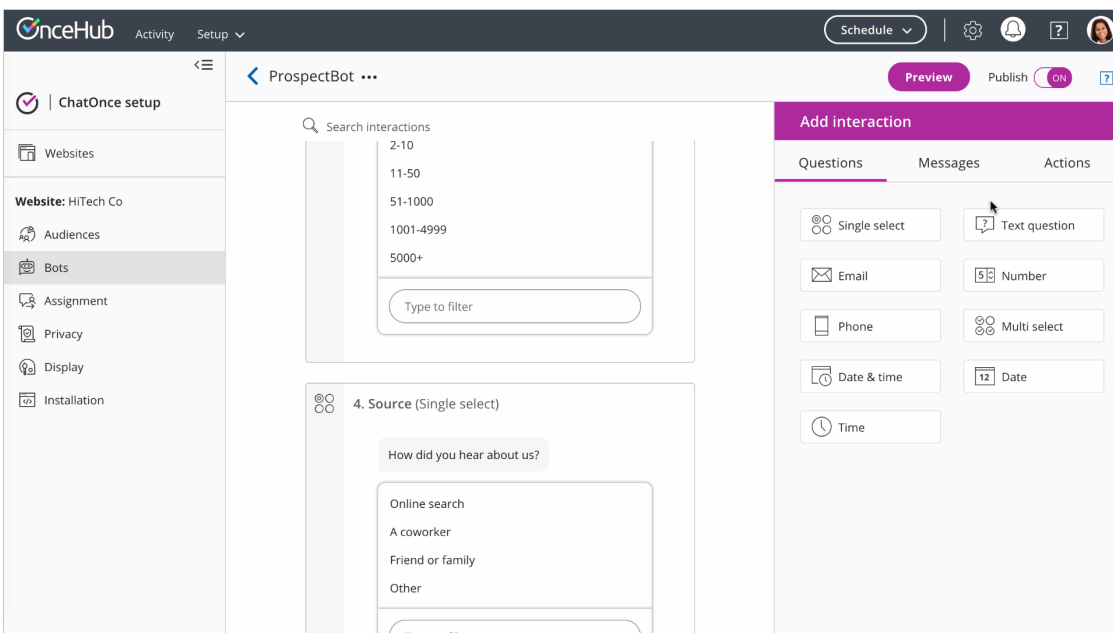 OnceHub
Activity
Setup
Schedule
?
ChatOnce setup
Websites
Website: HiTech Co
Audiences
Bots
Assignment
Privacy
Display
Installation
ProspectBot
Preview
Publish
ON
?
Search interactions
2-10
11-50
51-1000
1001-4999
5000+
Type to filter
4. Source (Single select)
How did you hear about us?
Online search
A coworker
Friend or family
Other
Add interaction
Questions
Messages
Actions
Single select
? Text question
Email
5 Number
Phone
Multi select
Date & time
12 Date
Time